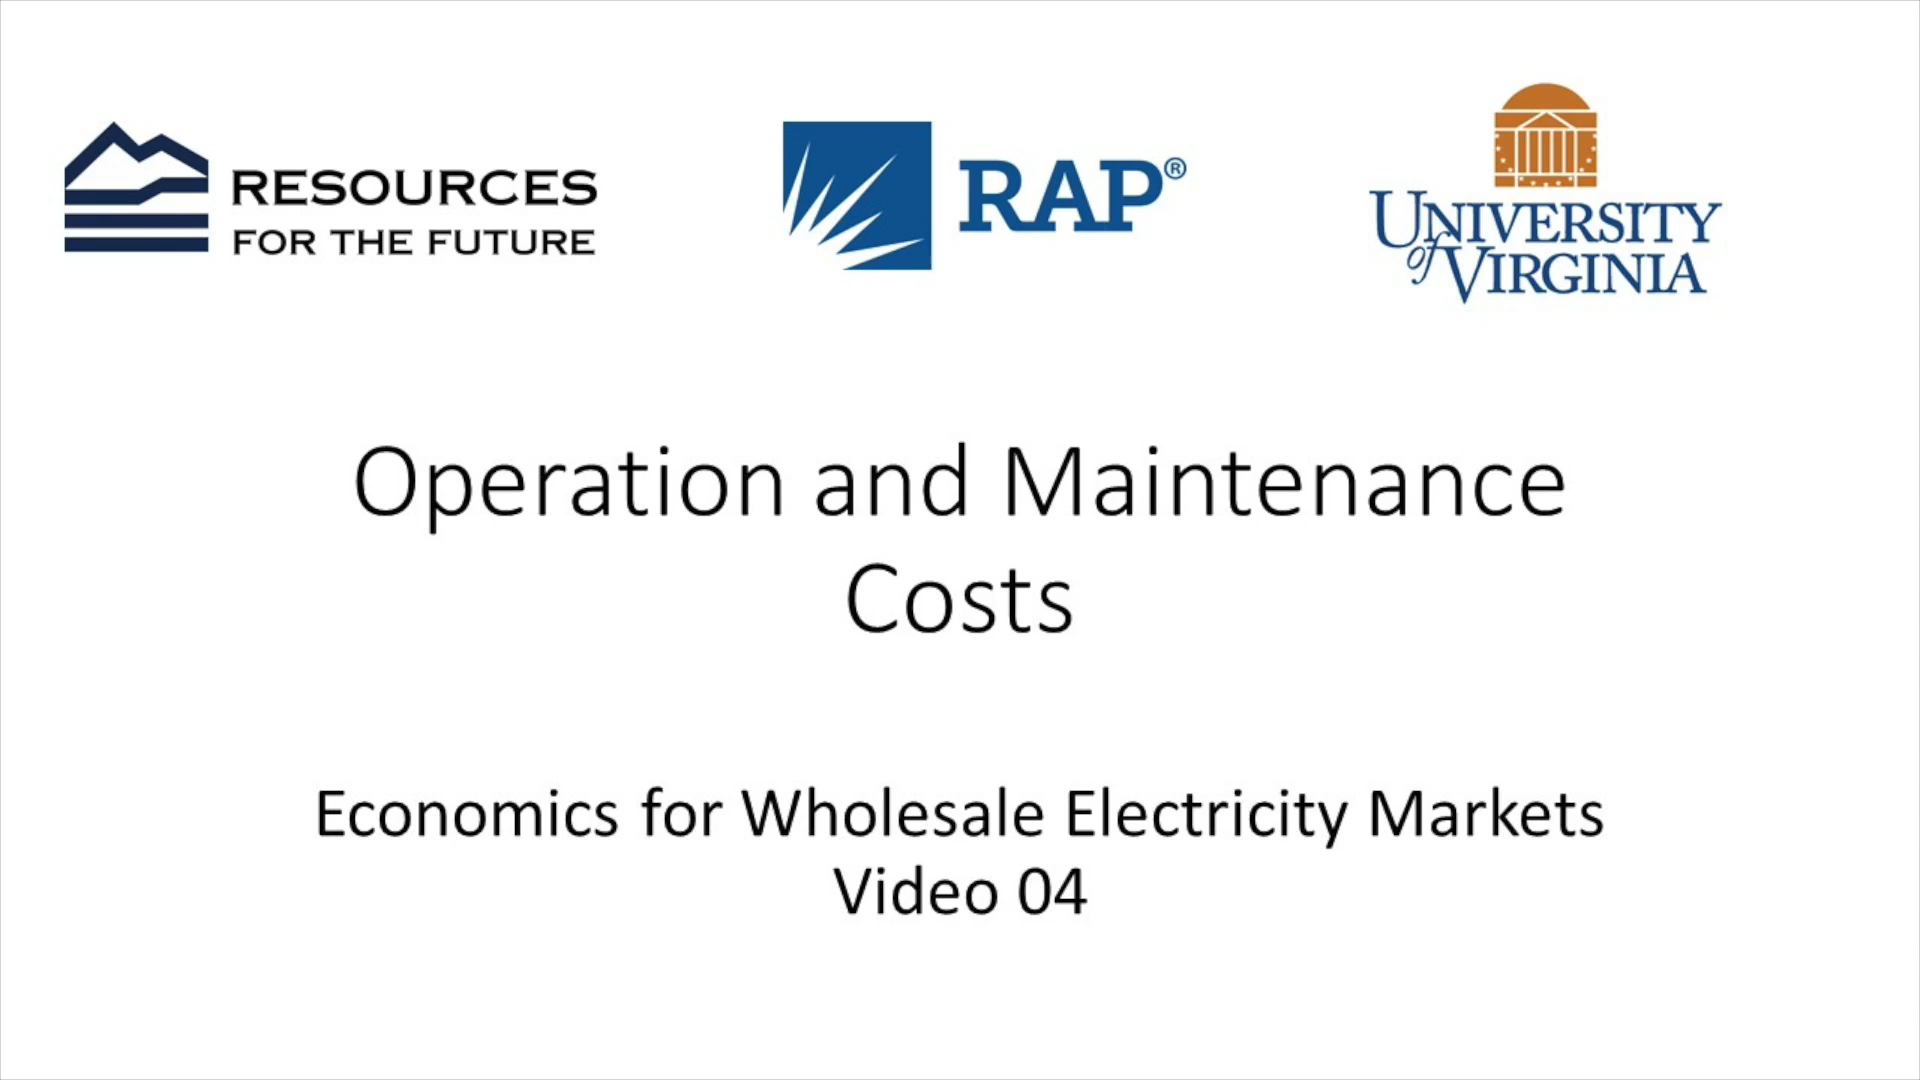 RESOURCES
FOR THE FUTURE
RAP®
UNIVERSITY
of VIRGINIA
Operation and Maintenance
Costs
Economics for Wholesale Electricity Markets
Video 04